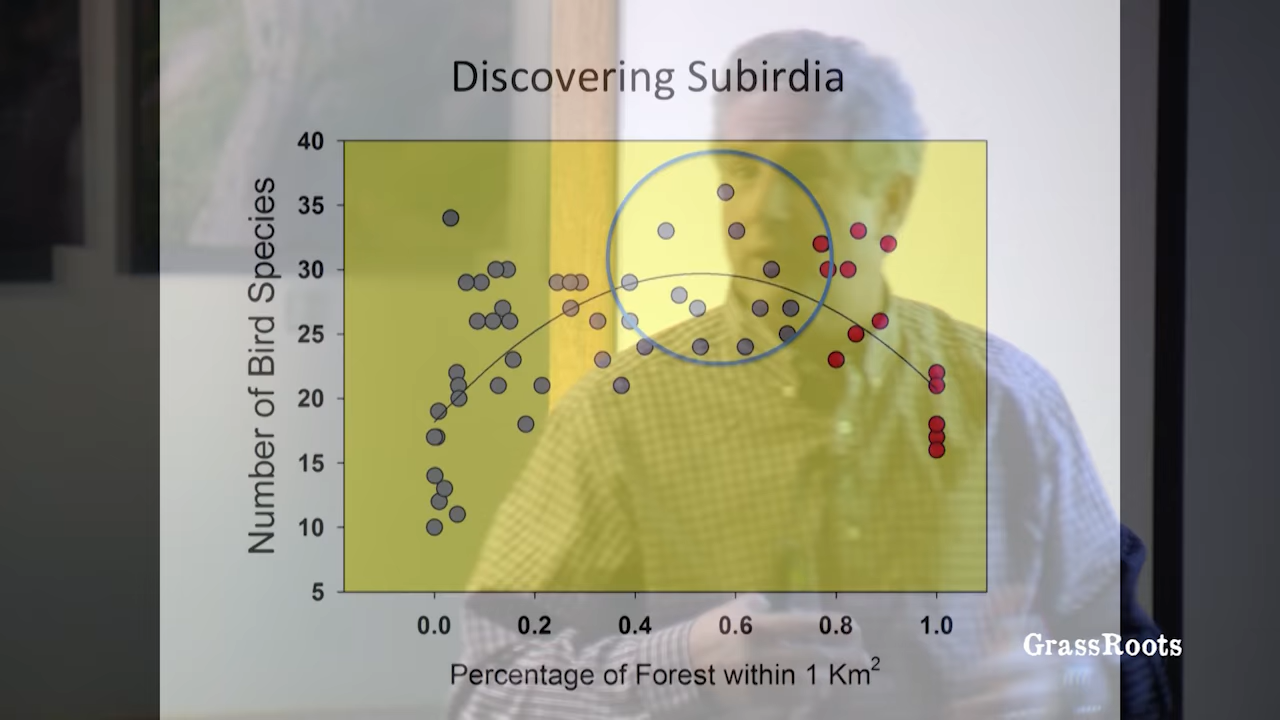 Discovering Subirdia
Number of Bird Species
40
35
30
25
20
15
10
5
0.0 0.2 0.4 0.6 0.8 1.0
Percentage of Forest within 1 Km²
GrassRoots